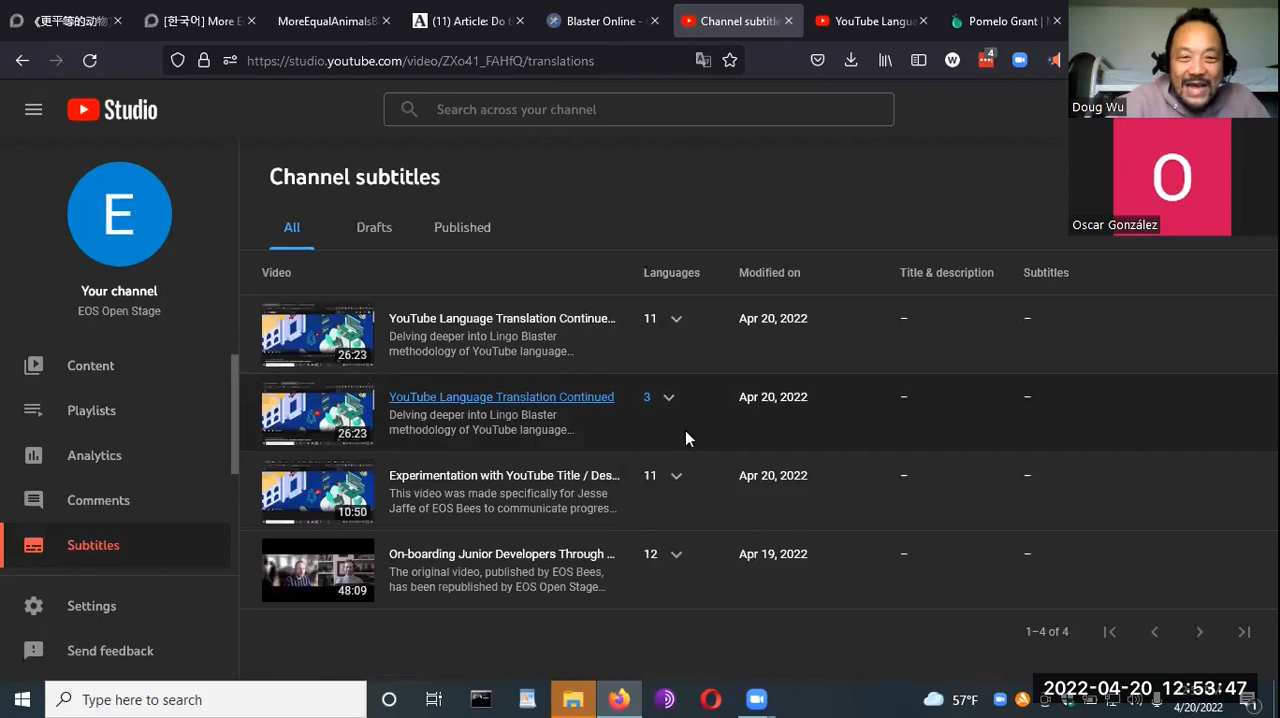 《更平等的动物
[한국어] More E
MoreEqualAnimalsB
(11) Article: Do t
Blaster Online -
Channel subtitle
YouTube Langua
Pomelo Grant | M
https://studio.youtube.com/video/ZXo41_FAHFQ/translations
4
Studio
Search across your channel
Doug Wu
O
Oscar González
E
Your channel
EOS Open Stage
Content
Playlists
Analytics
Comments
Subtitles
Settings
Send feedback
Channel subtitles
All
Drafts
Published
Video
Languages
Modified on
Title & description
Subtitles
YouTube Language Translation Continue...
11
Apr 20, 2022
–
–
Delving deeper into Lingo Blaster
methodology of YouTube language...
26:23
YouTube Language Translation Continued
3
Apr 20, 2022
–
–
Delving deeper into Lingo Blaster
methodology of YouTube language...
26:23
Experimentation with YouTube Title / Des...
11
Apr 20, 2022
–
–
This video was made specifically for Jesse
Jaffe of EOS Bees to communicate progres...
10:50
On-boarding Junior Developers Through ...
12
Apr 19, 2022
–
–
The original video, published by EOS Bees,
has been republished by EOS Open Stage...
48:09
1–4 of 4
Type here to search
57°F
2022-04-20 12:53:47
4/20/2022
1